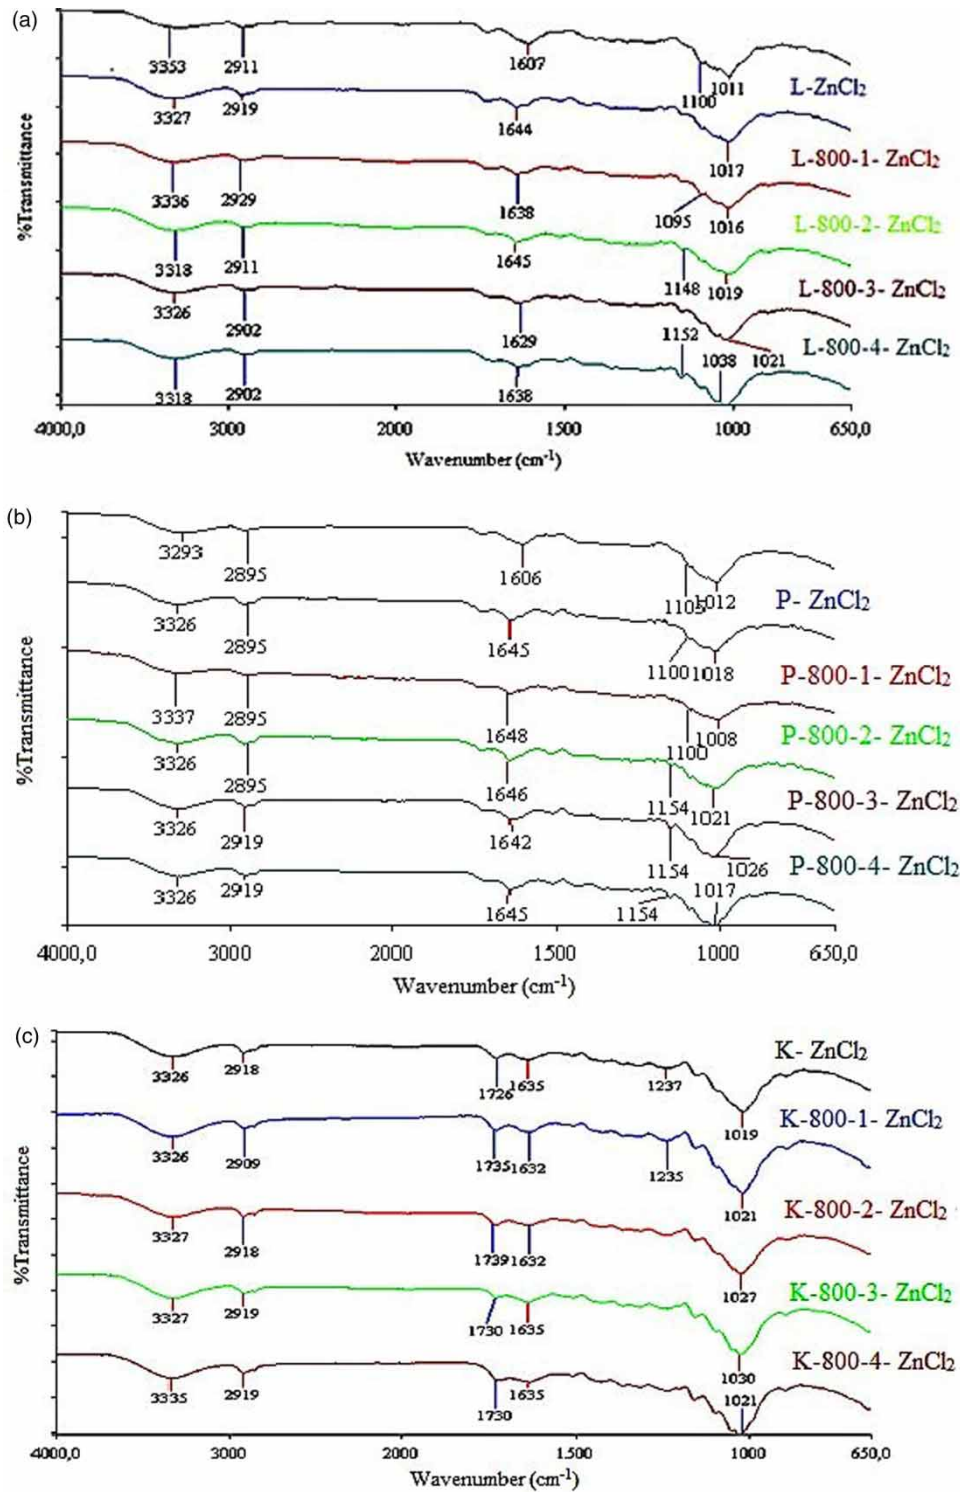 (a)
%Transmittance
3353 2911 1607 1100 1011
L-ZnCl2
3327 2919 1644 1017
L-800-1- ZnCl2
3336 2929 1638 1095 1016
L-800-2- ZnCl2
3318 2911 1645 1148 1019
L-800-3- ZnCl2
3326 2902 1629 1152 1038 1021
L-800-4- ZnCl2
3318 2902 1638
4000,0 3000 2000 1500 1000 650,0
Wavenumber (cm-1)
(b)
%Transmittance
3293 2895 1606 1105 1012
P- ZnCl2
3326 2895 1645 1100 1018
P-800-1- ZnCl2
3337 2895 1648 1100 1008
P-800-2- ZnCl2
3326 2895 1646 1154 1021
P-800-3- ZnCl2
3326 2919 1642 1154 1026
P-800-4- ZnCl2
3326 2919 1645 1154 1017
4000,0 3000 2000 1500 1000 650,0
Wavenumber (cm-1)
(c)
%Transmittance
K- ZnCl2
3326 2918 1726 1635 1237 1019
K-800-1- ZnCl2
3326 2909 1735 1632 1235 1021
K-800-2- ZnCl2
3327 2918 1739 1632 1027
K-800-3- ZnCl2
3327 2919 1730 1635 1030
K-800-4- ZnCl2
3335 2919 1730 1635 1021
4000,0 3000 2000 1.500 1000 650,0
Wavenumber (cm-1)